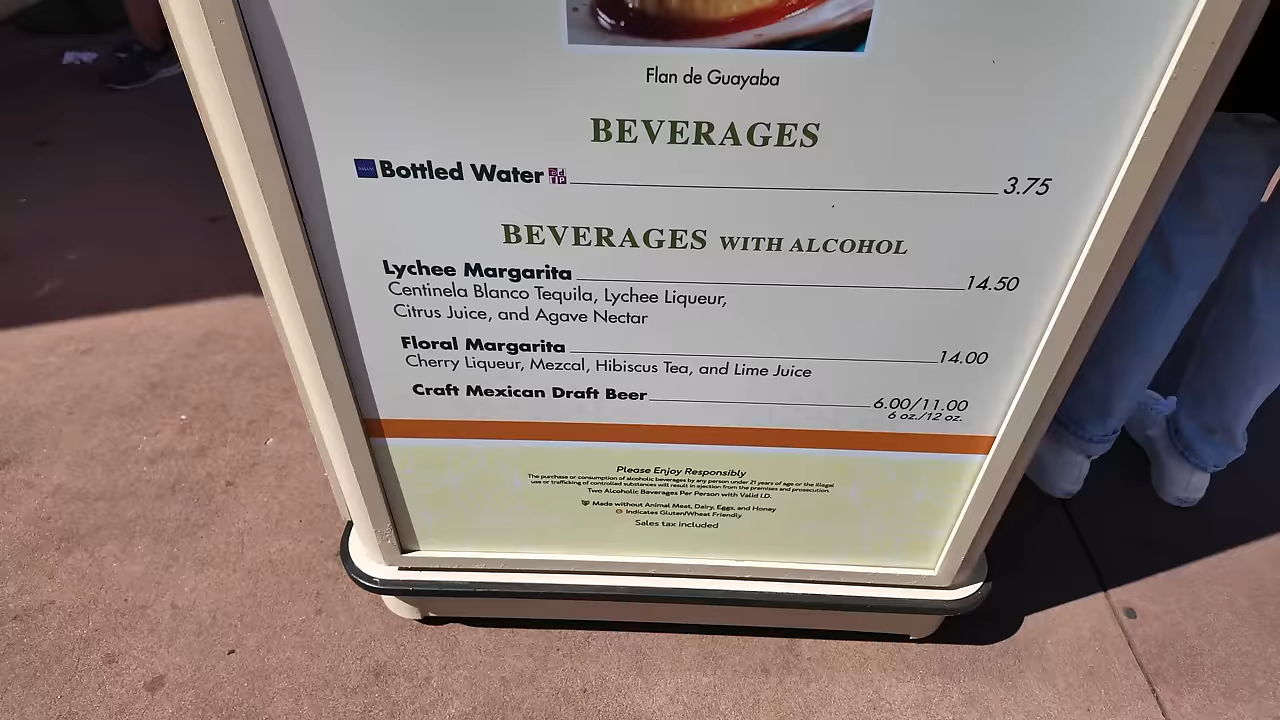 Flan de Guayaba
BEVERAGES
Bottled Water 3.75
BEVERAGES WITH ALCOHOL
Lychee Margarita 14.50
Centinela Blanco Tequila, Lychee Liqueur,
Citrus Juice, and Agave Nectar
Floral Margarita 14.00
Cherry Liqueur, Mezcal, Hibiscus Tea, and Lime Juice
Craft Mexican Draft Beer 6.00/11.00
6 oz./12 oz.
Please Enjoy Responsibly
The purchase or consumption of alcoholic beverages by any person under 21 years of age or the illegal
use or trafficking of controlled substances will result in ejection from the premises and prosecution.
Two Alcoholic Beverages Per Person with Valid I.D.
Made without Animal Meat, Dairy, Eggs, and Honey
Indicates Gluten/Wheat Friendly
Sales tax included